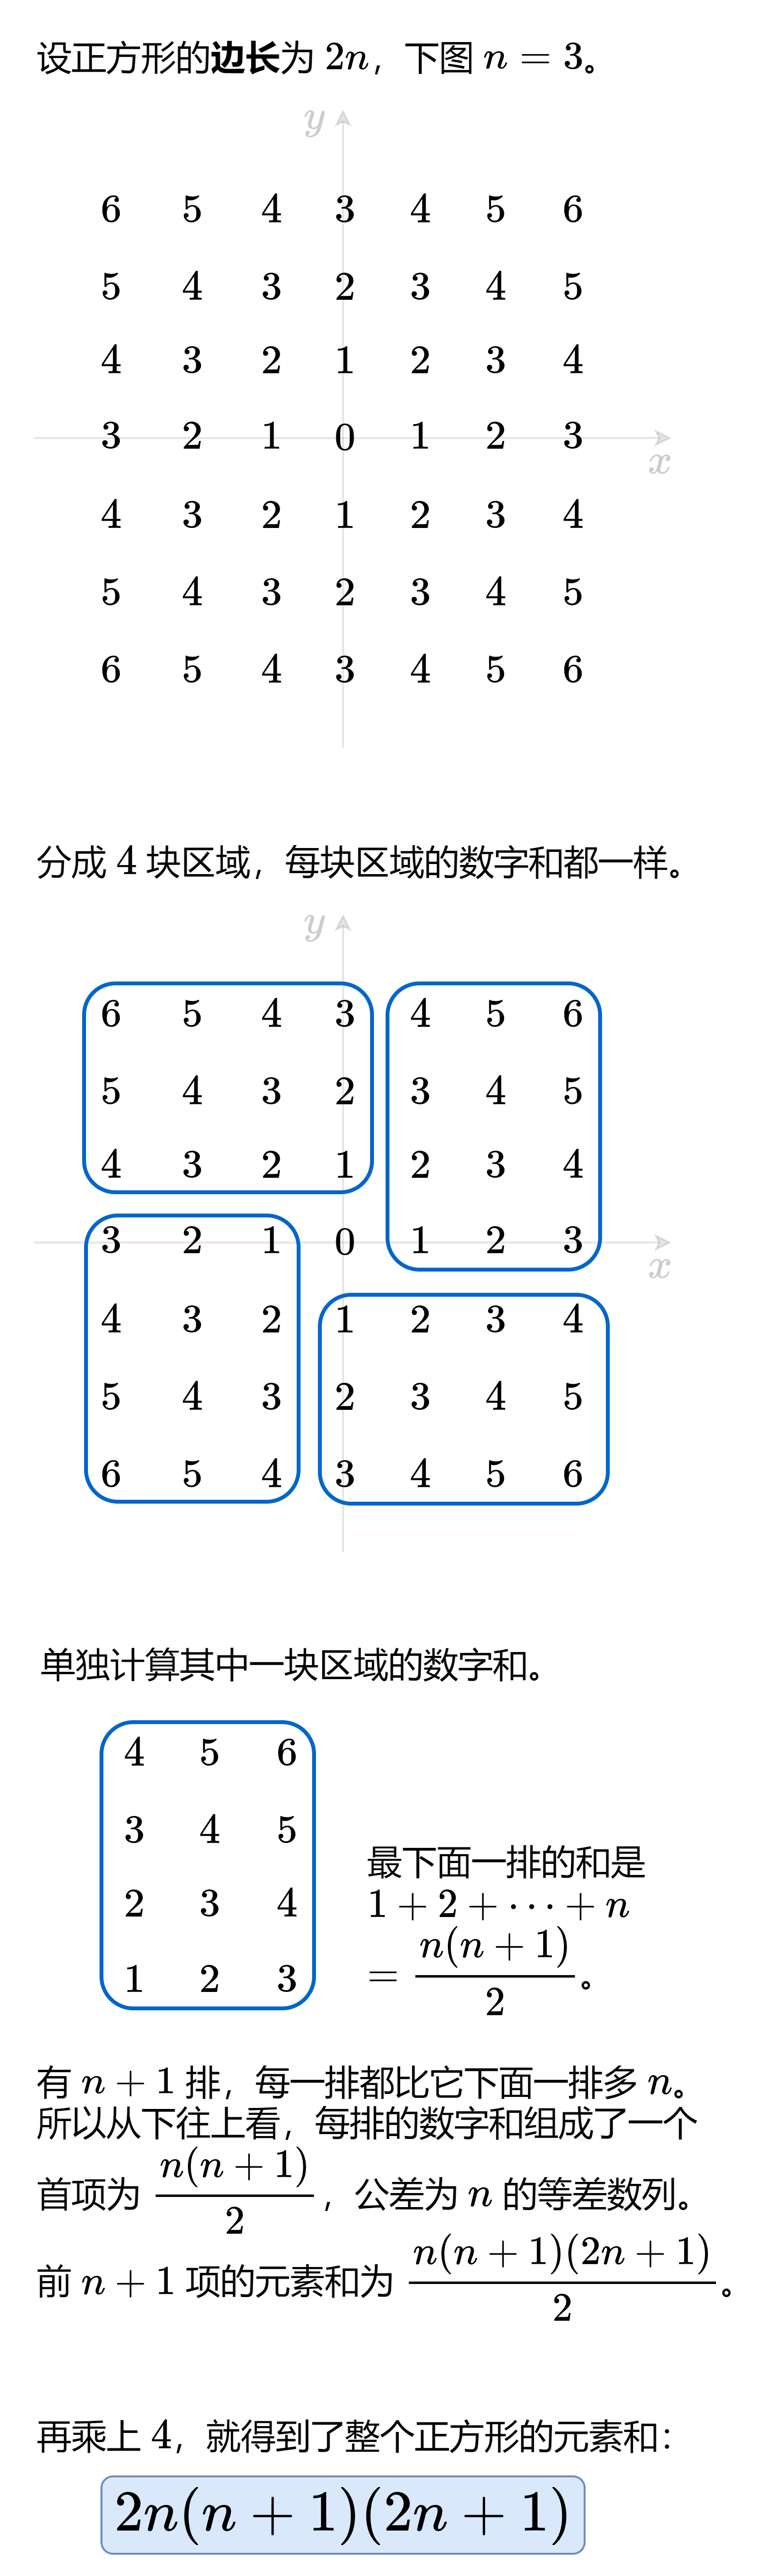 设正方形的边长为 2n，下图 n = 3。
y
6 5 4 3 4 5 6
5 4 3 2 3 4 5
4 3 2 1 2 3 4
3 2 1 0 1 2 3
x
4 3 2 1 2 3 4
5 4 3 2 3 4 5
6 5 4 3 4 5 6
分成 4 块区域，每块区域的数字和都一样。
y
6 5 4 3 4 5 6
5 4 3 2 3 4 5
4 3 2 1 2 3 4
3 2 1 0 1 2 3
x
4 3 2 1 2 3 4
5 4 3 2 3 4 5
6 5 4 3 4 5 6
单独计算其中一块区域的数字和。
4 5 6
3 4 5
2 3 4
1 2 3
最下面一排的和是
1 + 2 + ⋯ + n
= n(n + 1)/2。
有 n + 1 排，每一排都比它下面一排多 n。
所以从下往上看，每排的数字和组成了一个
首项为 n(n + 1)/2，公差为 n 的等差数列。
前 n + 1 项的元素和为 n(n + 1)(2n + 1)/2。
再乘上 4，就得到了整个正方形的元素和：
2n(n + 1)(2n + 1)